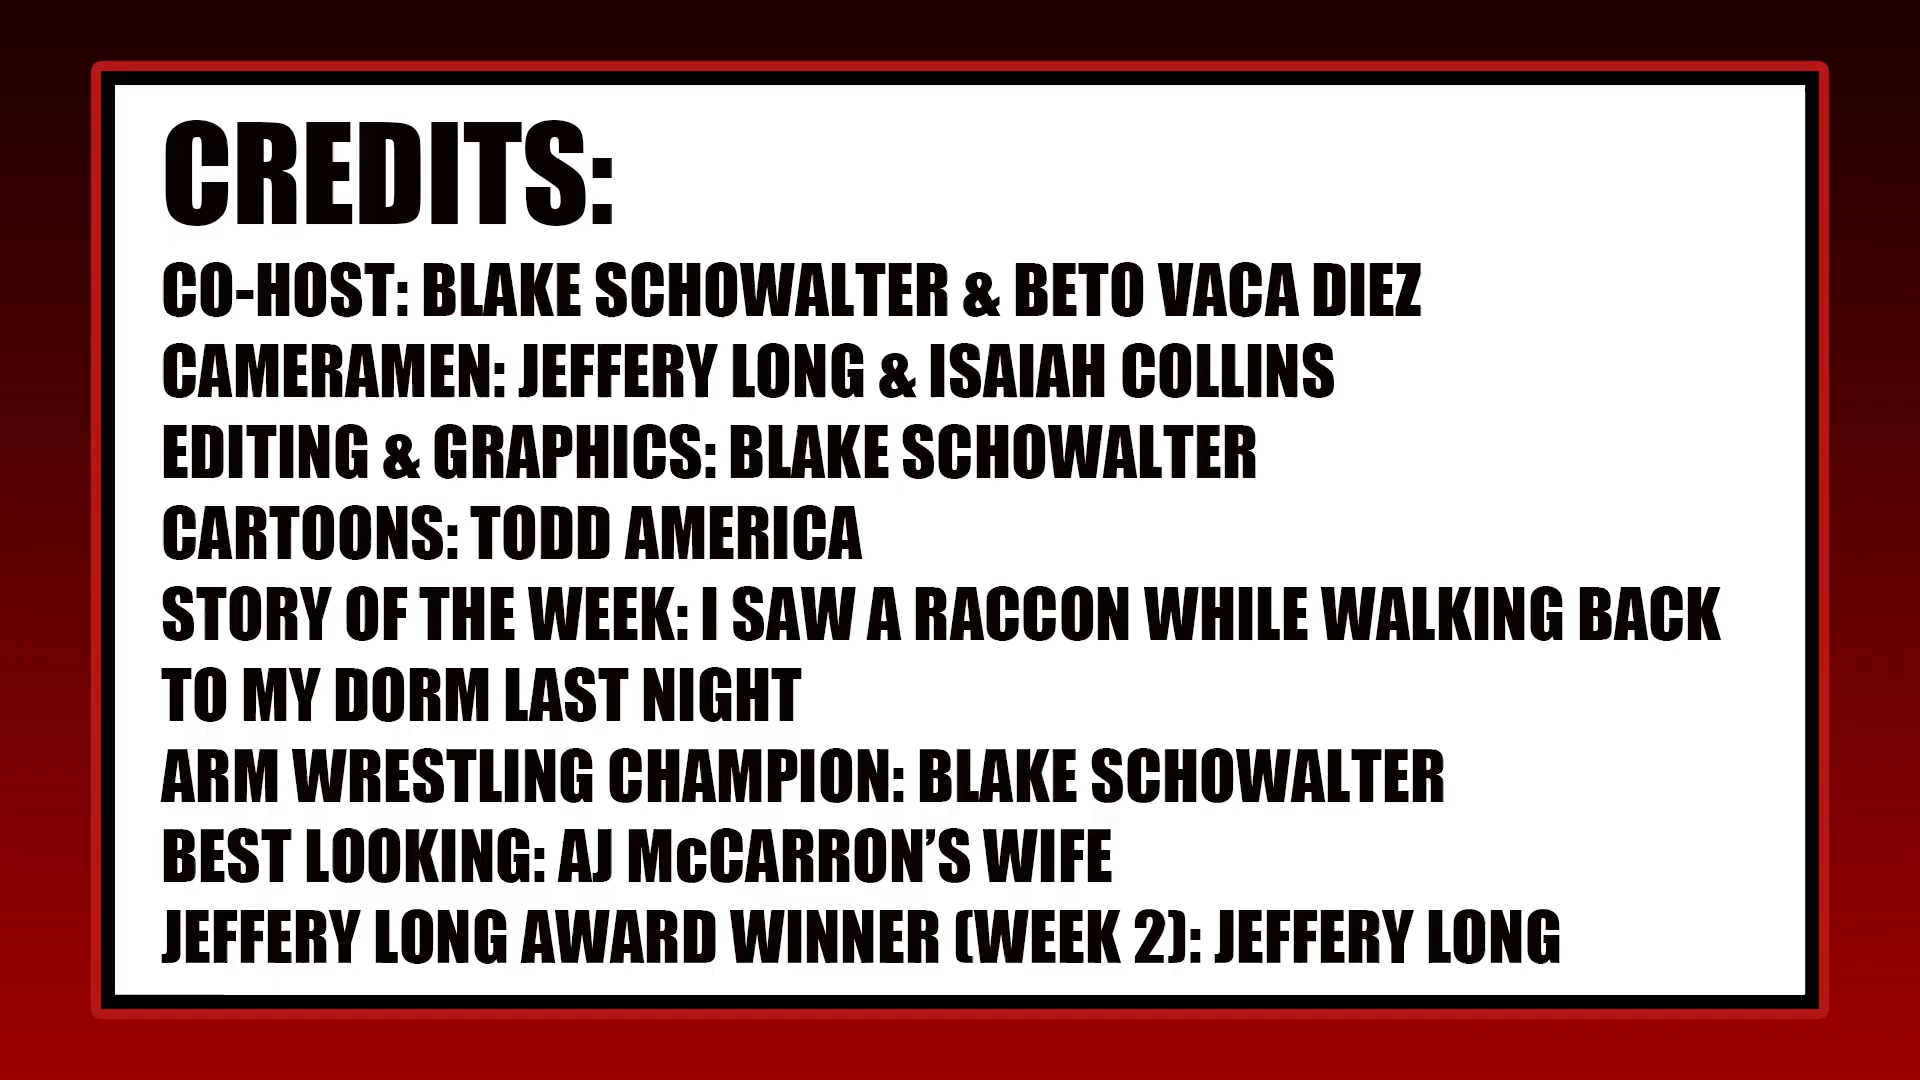 CREDITS:
CO-HOST: BLAKE SCHOWALTER & BETO VACA DIEZ
CAMERAMEN: JEFFERY LONG & ISAIAH COLLINS
EDITING & GRAPHICS: BLAKE SCHOWALTER
CARTOONS: TODD AMERICA
STORY OF THE WEEK: I SAW A RACCON WHILE WALKING BACK
TO MY DORM LAST NIGHT
ARM WRESTLING CHAMPION: BLAKE SCHOWALTER
BEST LOOKING: AJ McCARRON’S WIFE
JEFFERY LONG AWARD WINNER (WEEK 2): JEFFERY LONG